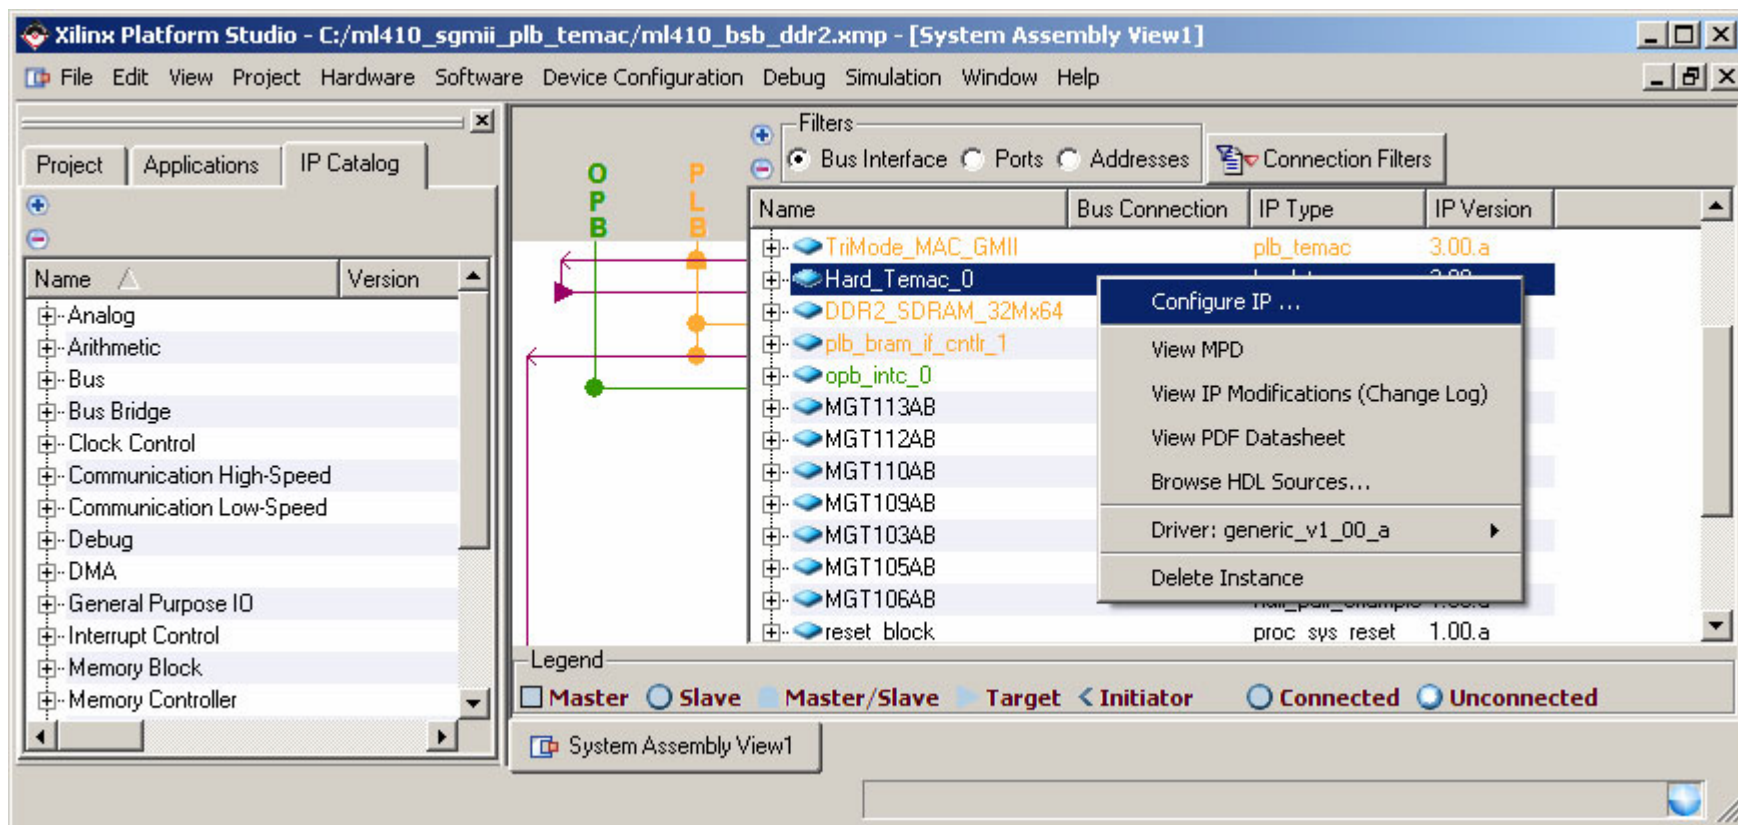 Xilinx Platform Studio - C:/ml410_sgmii_plb_temac/ml410_bsb_ddr2.xmp - [System Assembly View1]
File Edit View Project Hardware Software Device Configuration Debug Simulation Window Help
Project Applications IP Catalog
Name Version
Analog
Arithmetic
Bus
Bus Bridge
Clock Control
Communication High-Speed
Communication Low-Speed
Debug
DMA
General Purpose IO
Interrupt Control
Memory Block
Memory Controller
OPB
PLB
Filters
Bus Interface Ports Addresses Connection Filters
Name Bus Connection IP Type IP Version
TriMode_MAC_GMII plb_temac 3.00.a
Hard_Temac_0
DDR2_SDRAM_32Mx64
plb_bram_if_cntlr_1
opb_intc_0
MGT113AB
MGT112AB
MGT110AB
MGT109AB
MGT103AB
MGT105AB
MGT106AB
reset_block proc_sys_reset 1.00.a
Configure IP ...
View MPD
View IP Modifications (Change Log)
View PDF Datasheet
Browse HDL Sources...
Driver: generic_v1_00_a
Delete Instance
Legend
Master Slave Master/Slave Target Initiator Connected Unconnected
System Assembly View1